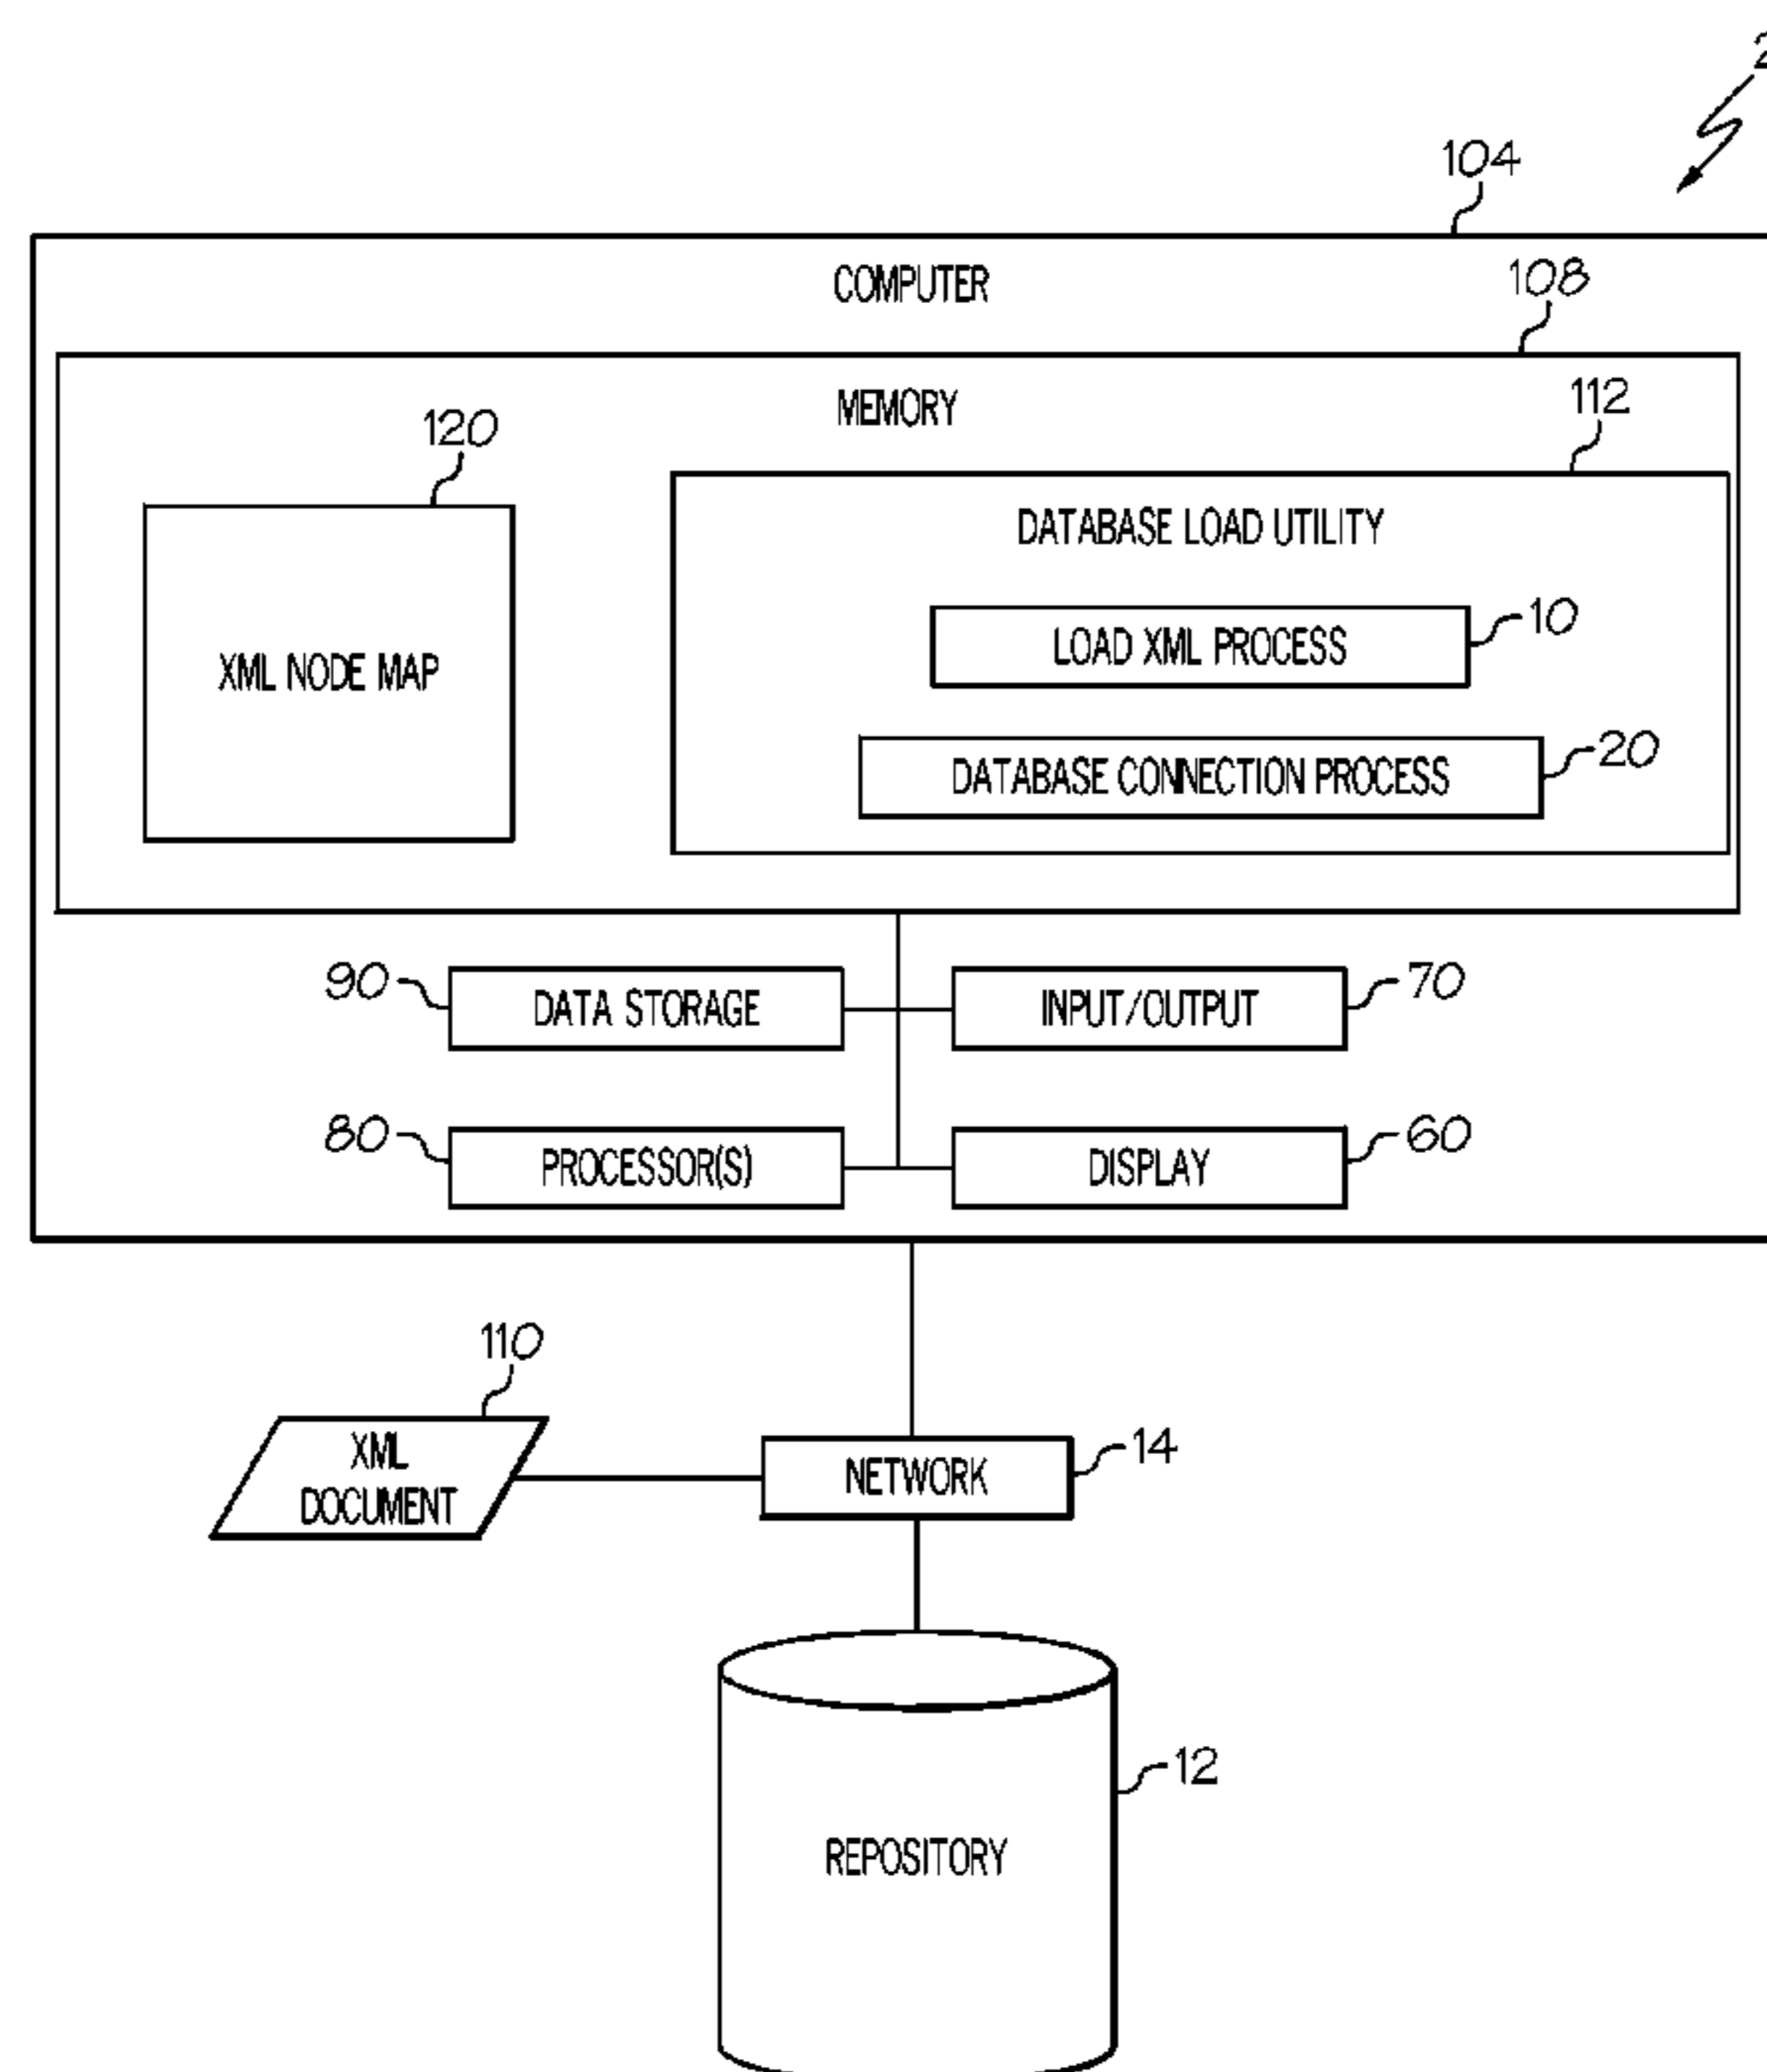 104
COMPUTER
108
MEMORY
112
120
DATABASE LOAD UTILITY
10
LOAD XML PROCESS
XML NODE MAP
20
DATABASE CONNECTION PROCESS
90
DATA STORAGE
INPUT/OUTPUT
70
80
PROCESSOR(S)
DISPLAY
60
110
XML
DOCUMENT
NETWORK
14
12
REPOSITORY